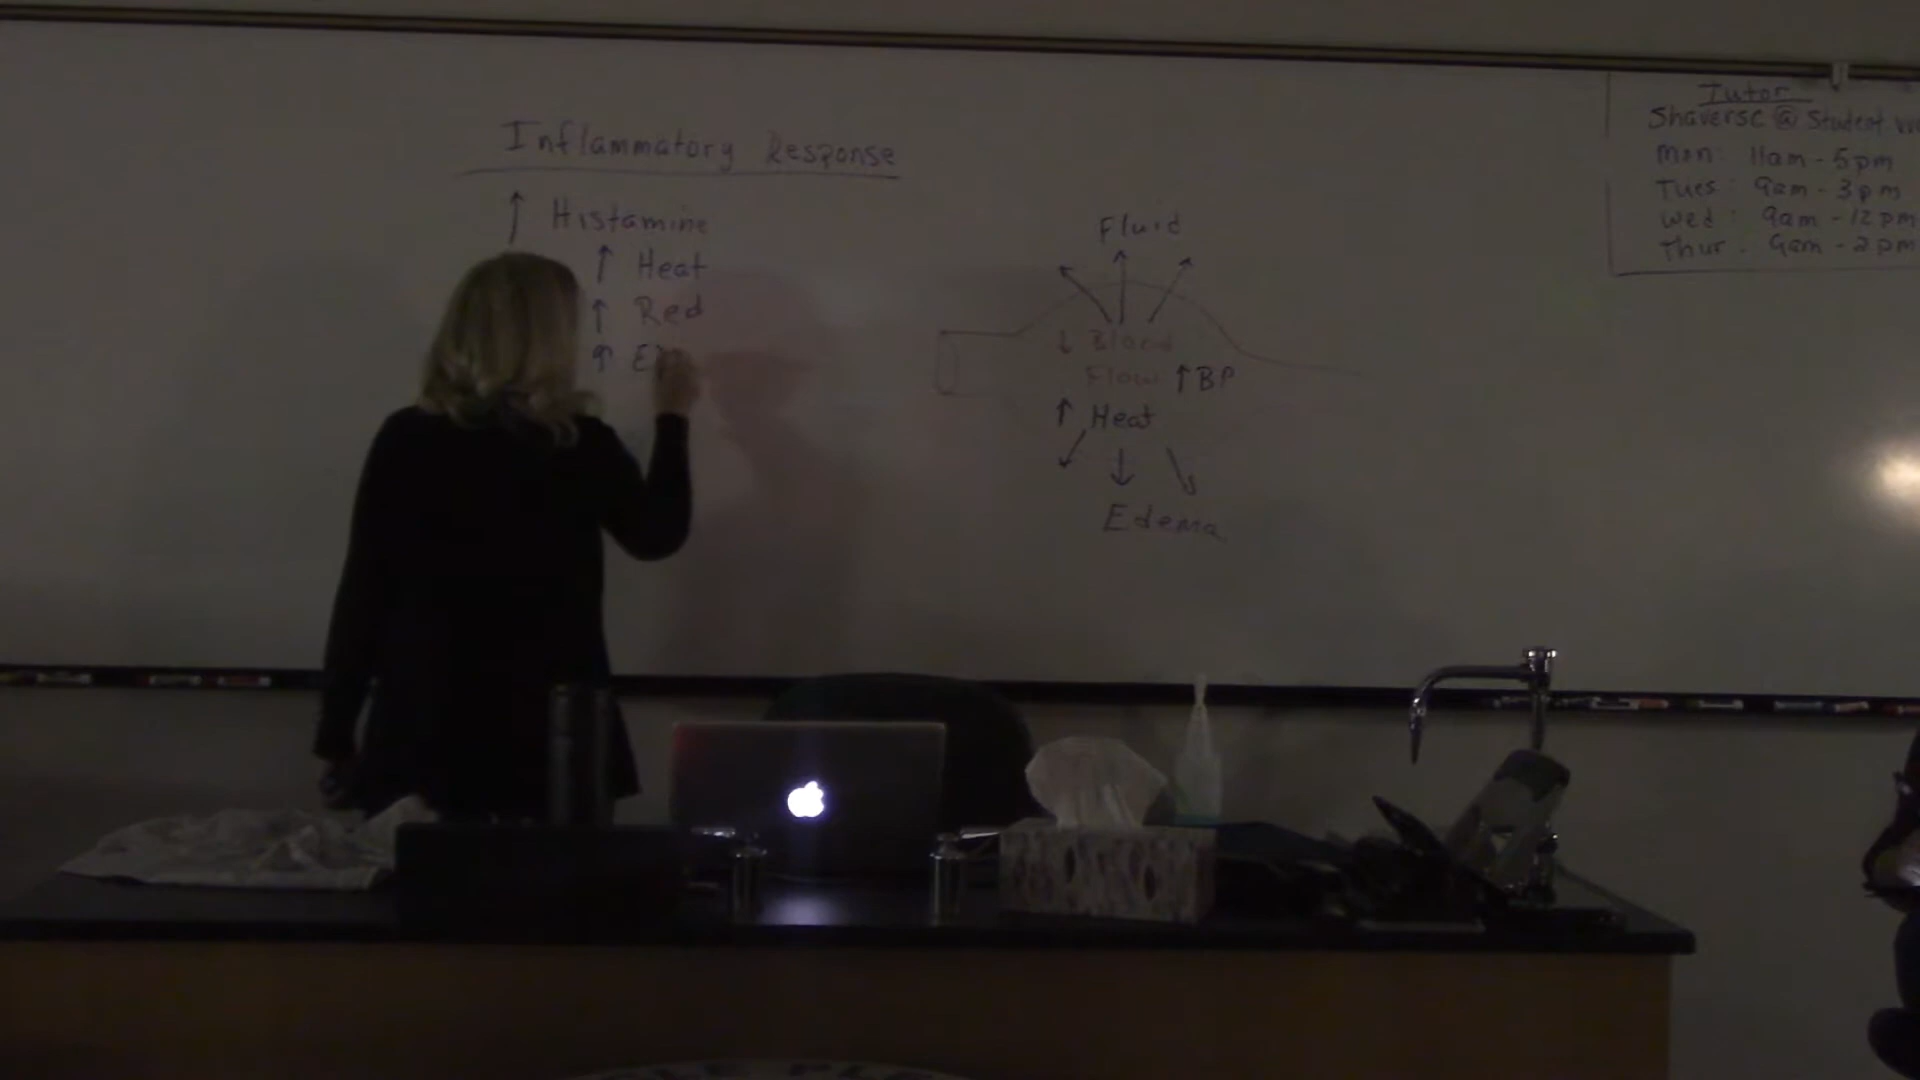 Inflammatory Response
↑ Histamine
↑ Heat
↑ Red
↑
Fluid
↓ Blood
Flow ↑BP
↑ Heat
Edema
Tutor
Shaversc @ Student
Mon: 11am - 5pm
Tues: 9am - 3pm
Wed: 9am - 12pm
Thur. 9am - 2pm